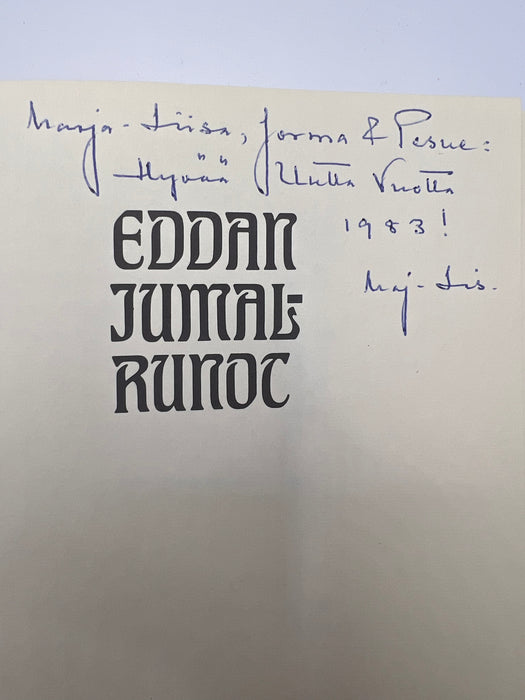 Marja-Liisa, Jorma & Pesue:
Hyvää Uutta Vuotta
1983!
Maj-Lis.
EDDAN
JUMAL-
RUNOT